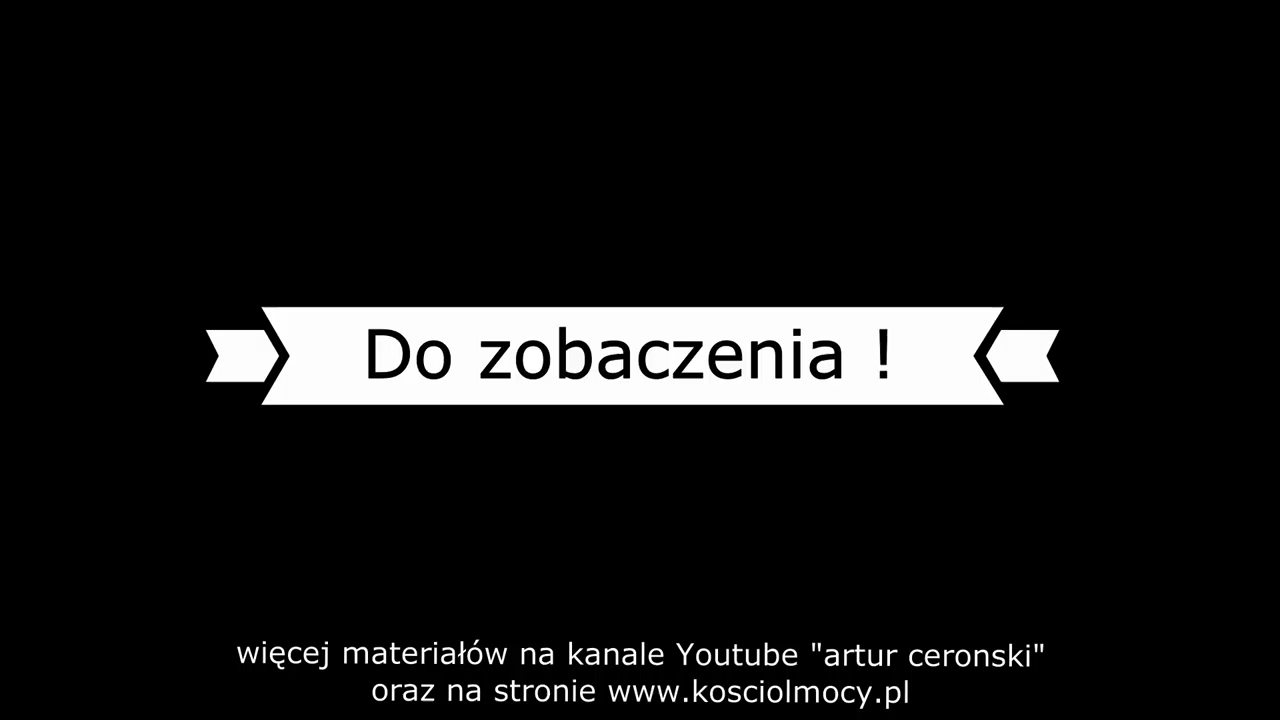 Do zobaczenia !
więcej materiałów na kanale Youtube "artur ceronski"
oraz na stronie www.kosciolmocy.pl